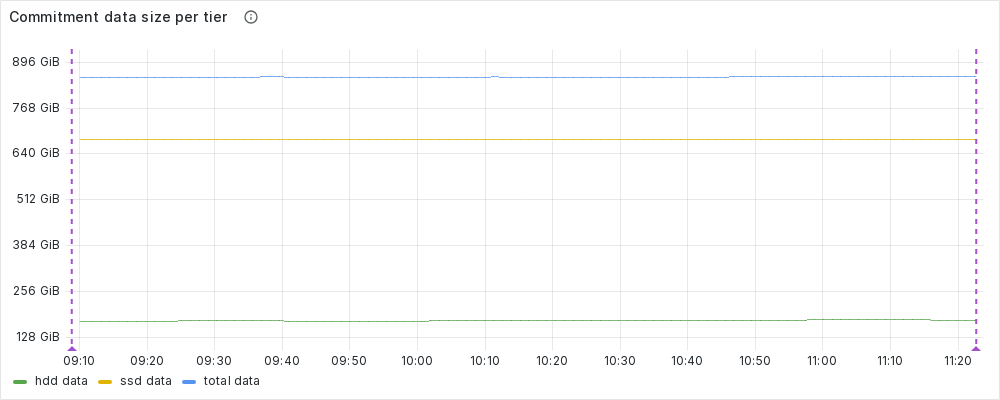 Commitment data size per tier
896 GiB
768 GiB
640 GiB
512 GiB
384 GiB
256 GiB
128 GiB
09:10 09:20 09:30 09:40 09:50 10:00 10:10 10:20 10:30 10:40 10:50 11:00 11:10 11:20
hdd data ssd data total data